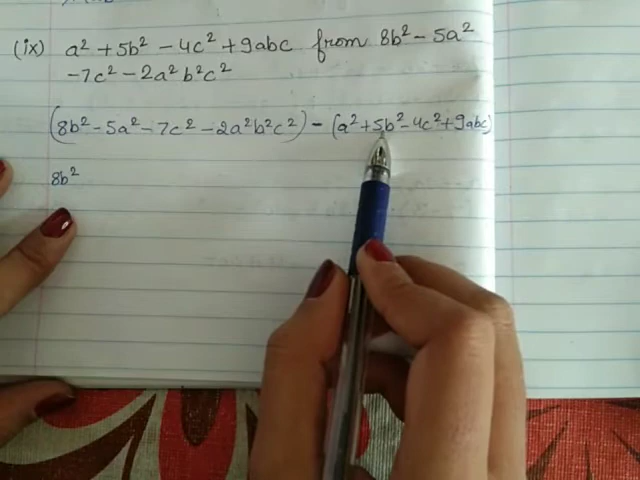 (ix) a² + 5b² - 4c² + 9abc from 8b² - 5a²
-7c² - 2a²b²c²
(8b² - 5a² - 7c² - 2a²b²c²) - (a² + 5b² - 4c² + 9abc)
8b²